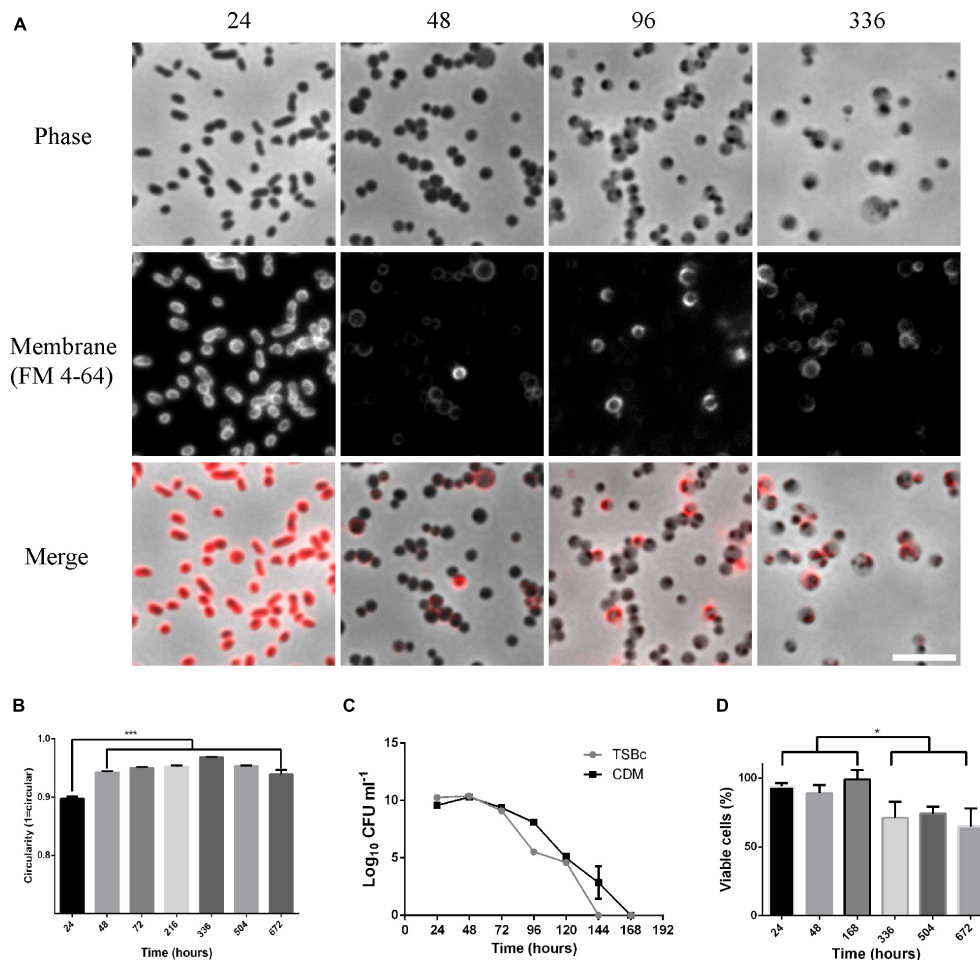 A
24 48 96 336
Phase
Membrane
(FM 4-64)
Merge
B
***
1.0
0.9
0.8
Circularity (1=circular)
24 48 72 216 336 504 672
Time (hours)
C
15
10
5
0
Log10 CFU ml-1
TSBc
CDM
0 24 48 72 96 120 144 168 192
Time (hours)
D
*
100
50
0
Viable cells (%)
24 48 168 336 504 672
Time (hours)